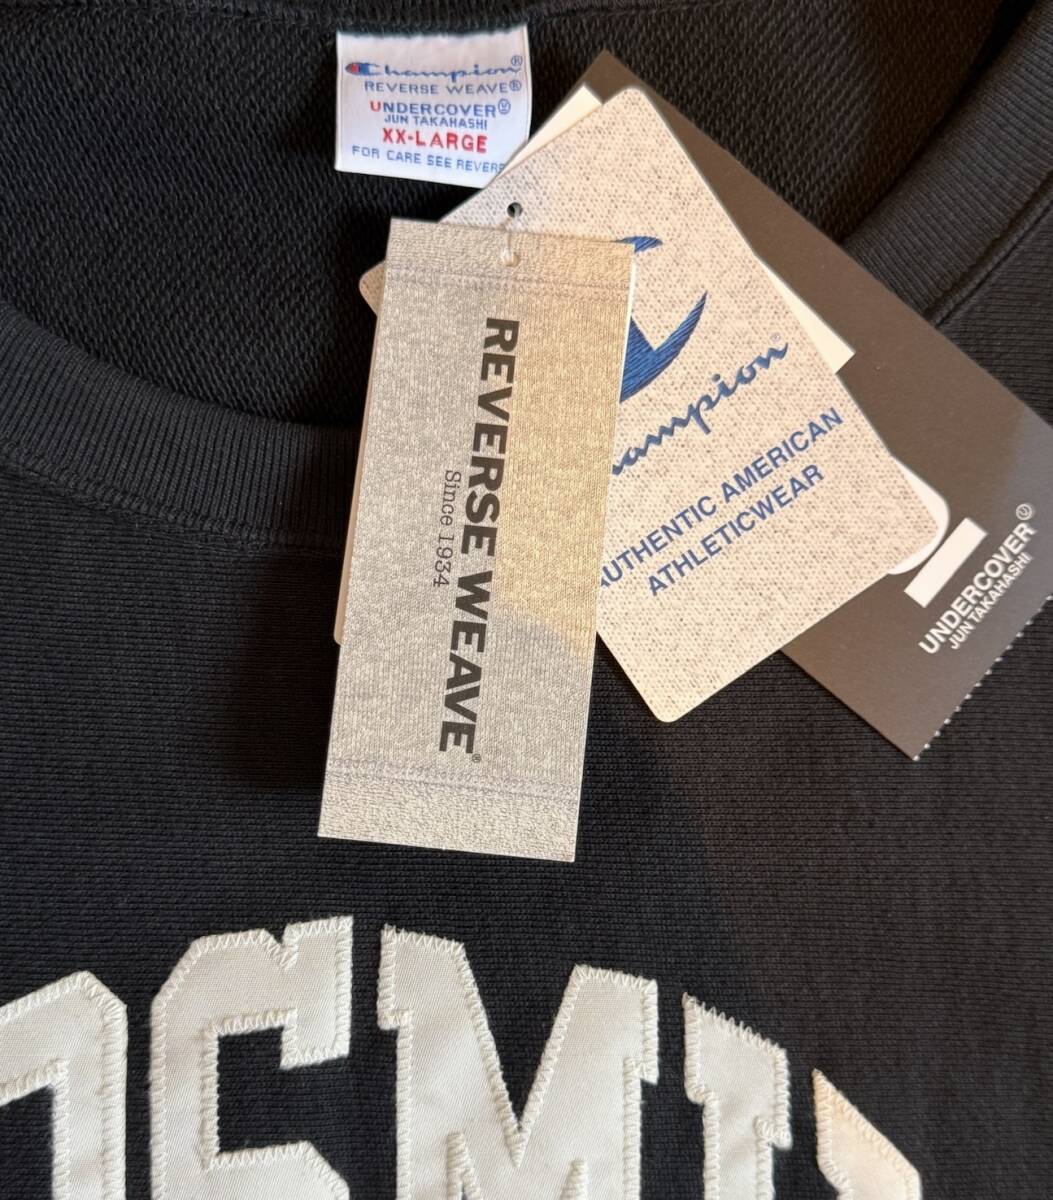 Champion®
REVERSE WEAVE®
UNDERCOVER Ⓤ
JUN TAKAHASHI
XX-LARGE
FOR CARE SEE
REVERSE WEAVE®
Since 1934
AUTHENTIC AMERICAN
ATHLETICWEAR
UNDERCOVER Ⓤ
JUN TAKAHASHI